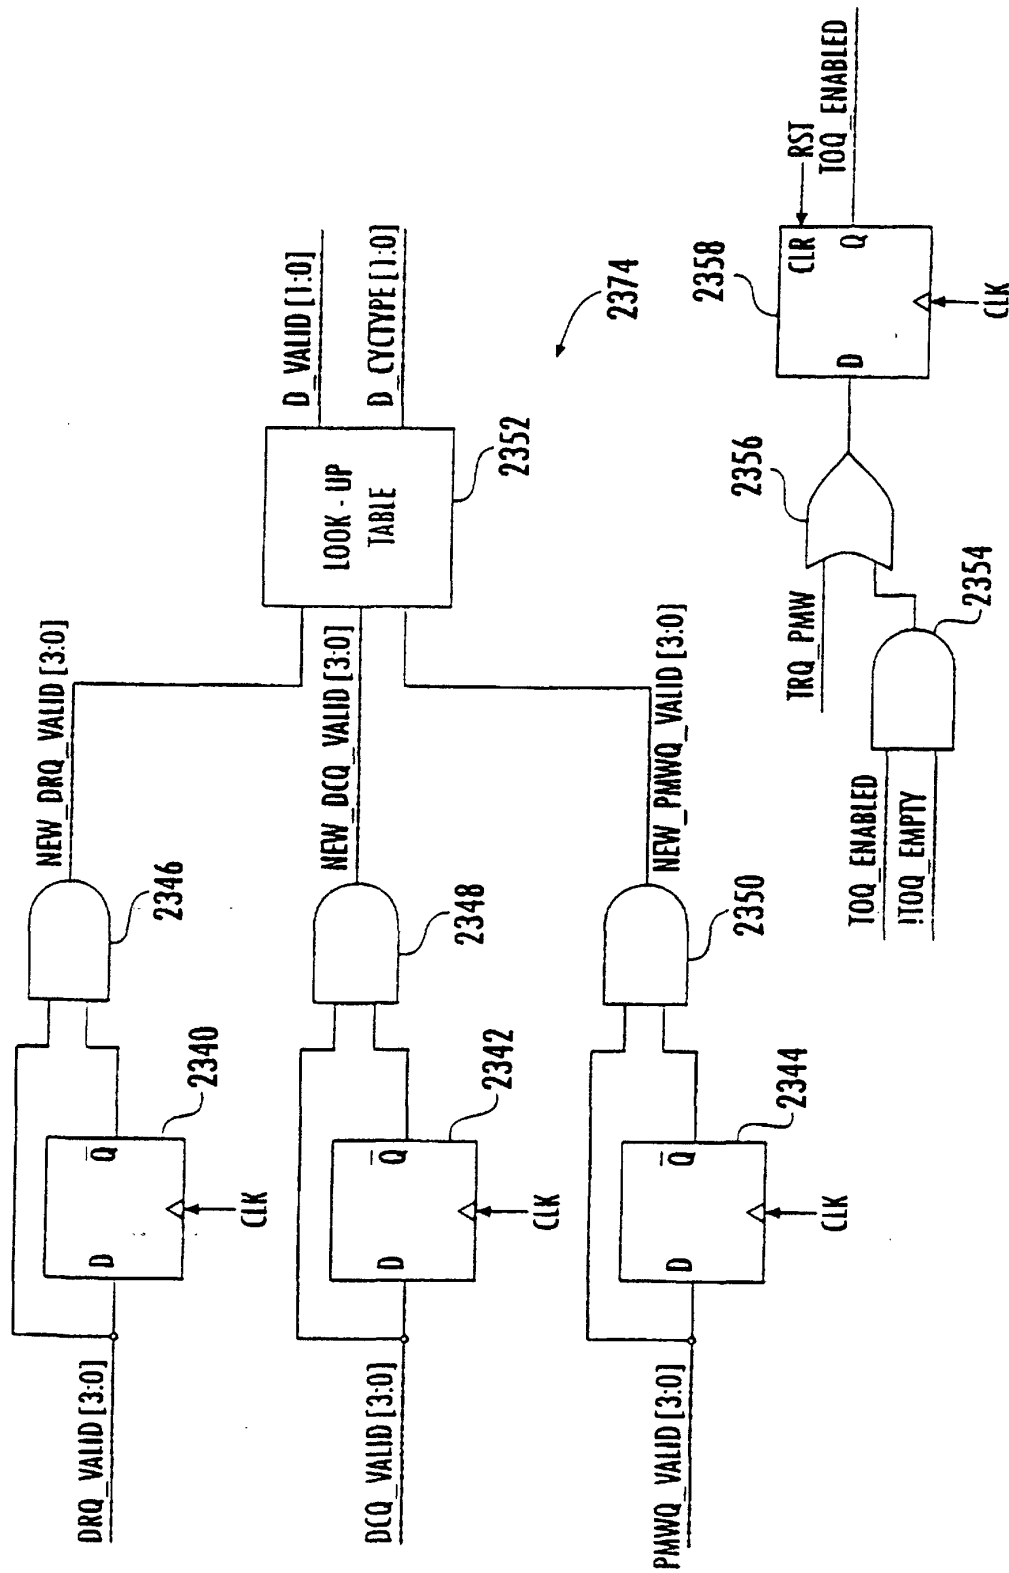 DRQ_VALID [3:0]
D
Q
CLK
2340
2346
NEW_DRQ_VALID [3:0]
DCQ_VALID [3:0]
D
Q
CLK
2342
2348
NEW_DCQ_VALID [3:0]
PMWQ_VALID [3:0]
D
Q
CLK
2344
2350
NEW_PMWQ_VALID [3:0]
LOOK - UP
TABLE
2352
D_VALID [1:0]
D_CYCTYPE [1:0]
2374
TOQ_ENABLED
!TOQ_EMPTY
2354
TRQ_PMW
2356
D
CLR
Q
CLK
2358
RST
TOQ_ENABLED